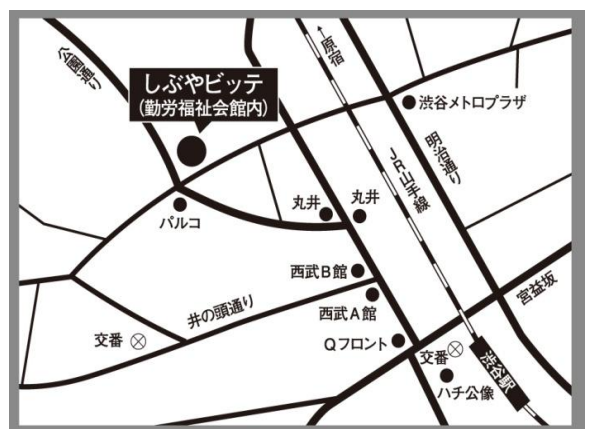 ↑原宿
公園通り
しぶやビッテ
(勤労福祉会館内)
渋谷メトロプラザ
明治通り
JR山手線
丸井
丸井
パルコ
西武B館
宮益坂
井の頭通り
西武A館
交番
Qフロント
交番
渋谷駅
ハチ公像